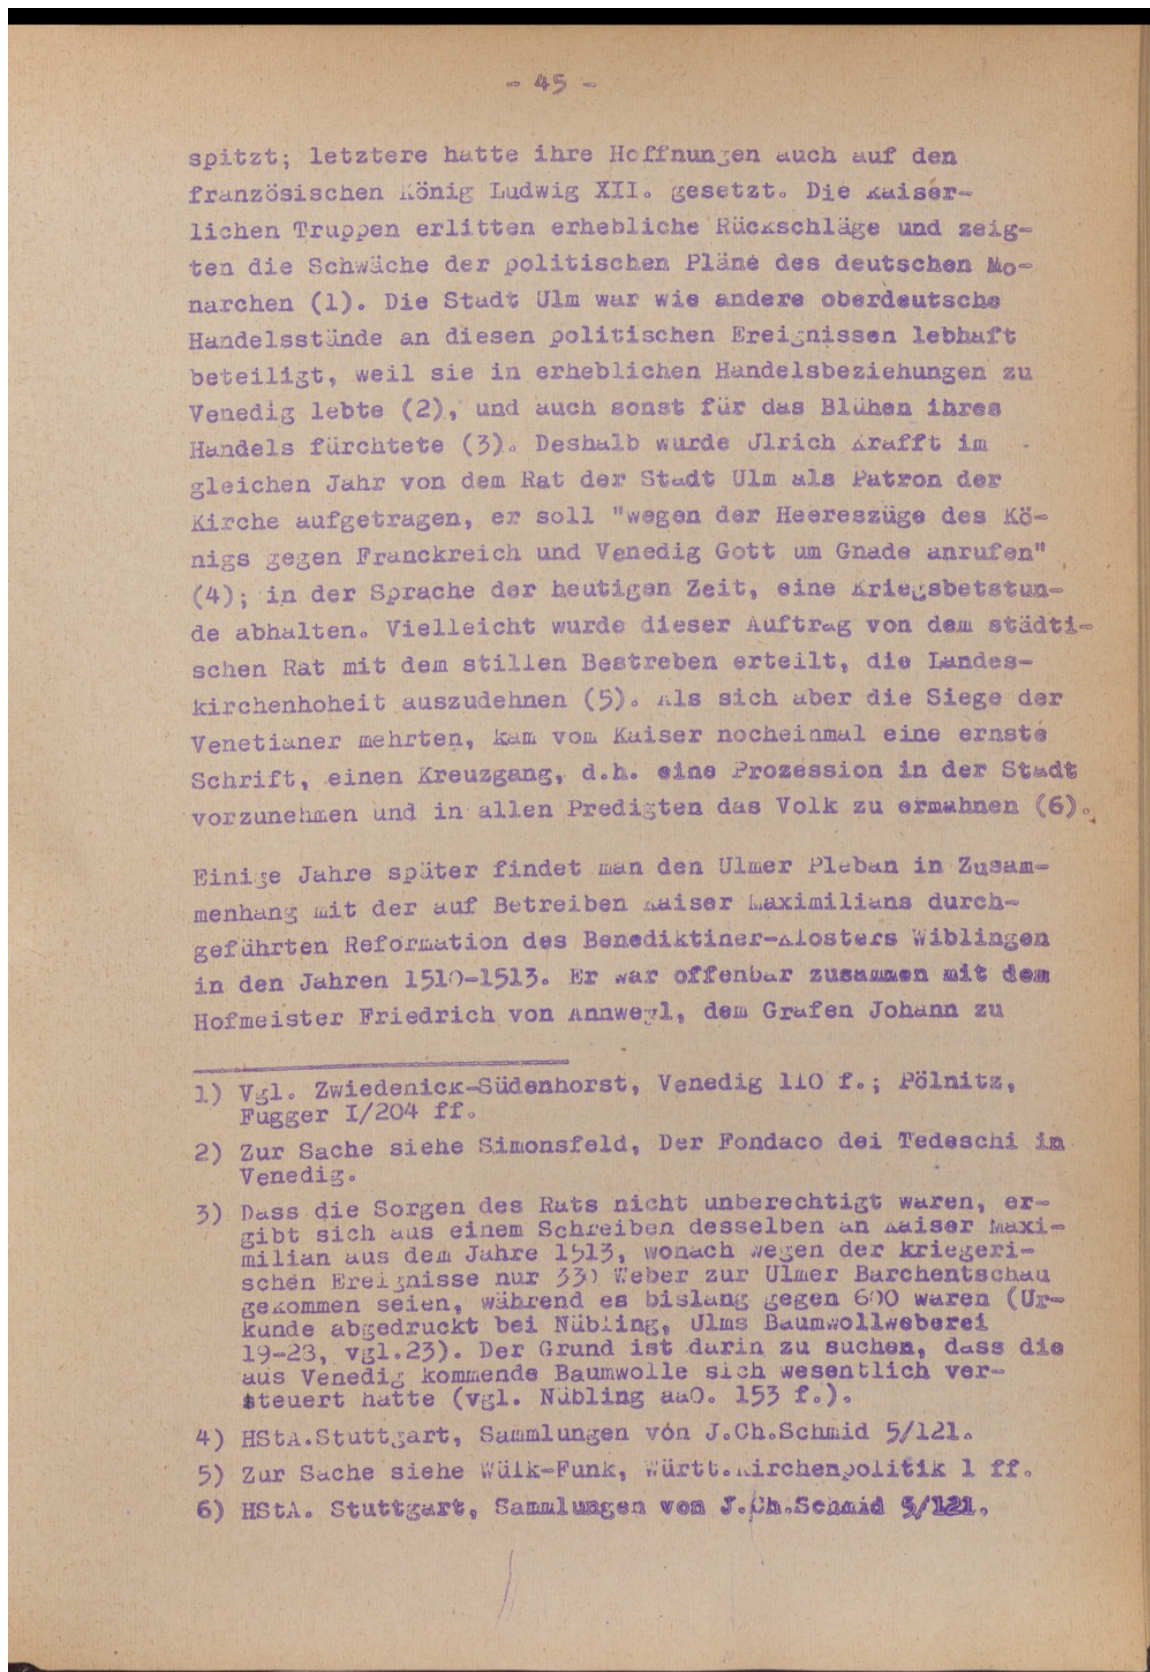 - 45 -
spitzt; letztere hatte ihre Hoffnungen auch auf den
französischen König Ludwig XII. gesetzt. Die Kaiser-
lichen Truppen erlitten erhebliche Rückschläge und zeig-
ten die Schwäche der politischen Pläne des deutschen Mo-
narchen (1). Die Stadt Ulm war wie andere oberdeutsche
Handelsstände an diesen politischen Ereignissen lebhaft
beteiligt, weil sie in erheblichen Handelsbeziehungen zu
Venedig lebte (2), und auch sonst für das Blühen ihres
Handels fürchtete (3). Deshalb wurde Ulrich Krafft im
gleichen Jahr von dem Rat der Stadt Ulm als Patron der
Kirche aufgetragen, er soll "wegen der Heereszüge des Kö-
nigs gegen Franckreich und Venedig Gott um Gnade anrufen"
(4); in der Sprache der heutigen Zeit, eine Kriegsbetstun-
de abhalten. Vielleicht wurde dieser Auftrag von dem städti-
schen Rat mit dem stillen Bestreben erteilt, die Landes-
kirchenhoheit auszudehnen (5). Als sich aber die Siege der
Venetianer mehrten, kam vom Kaiser nocheinmal eine ernste
Schrift, einen Kreuzgang, d.h. eine Prozession in der Stadt
vorzunehmen und in allen Predigten das Volk zu ermahnen (6).
Einige Jahre später findet man den Ulmer Pleban in Zusam-
menhang mit der auf Betreiben Kaiser Maximilians durch-
geführten Reformation des Benediktiner-Klosters Wiblingen
in den Jahren 1510-1513. Er war offenbar zusammen mit dem
Hofmeister Friedrich von Annweyl, dem Grafen Johann zu
1) Vgl. Zwiedenick-Südenhorst, Venedig 110 f.; Pölnitz,
Fugger I/204 ff.
2) Zur Sache siehe Simonsfeld, Der Fondaco dei Tedeschi in
Venedig.
3) Dass die Sorgen des Rats nicht unberechtigt waren, er-
gibt sich aus einem Schreiben desselben an Kaiser Maxi-
milian aus dem Jahre 1513, wonach wegen der kriegeri-
schen Ereignisse nur 330 Weber zur Ulmer Barchentschau
gekommen seien, während es bislang gegen 600 waren (Ur-
kunde abgedruckt bei Nübling, Ulms Baumwollweberei
19-23, vgl.23). Der Grund ist darin zu suchen, dass die
aus Venedig kommende Baumwolle sich wesentlich ver-
steuert hatte (vgl. Nübling aaO. 153 f.).
4) HStA.Stuttgart, Sammlungen von J.Ch.Schmid 5/121.
5) Zur Sache siehe Wülk-Funk, Württ.Kirchenpolitik 1 ff.
6) HStA. Stuttgart, Sammlungen von J.Ch.Schmid 5/121.